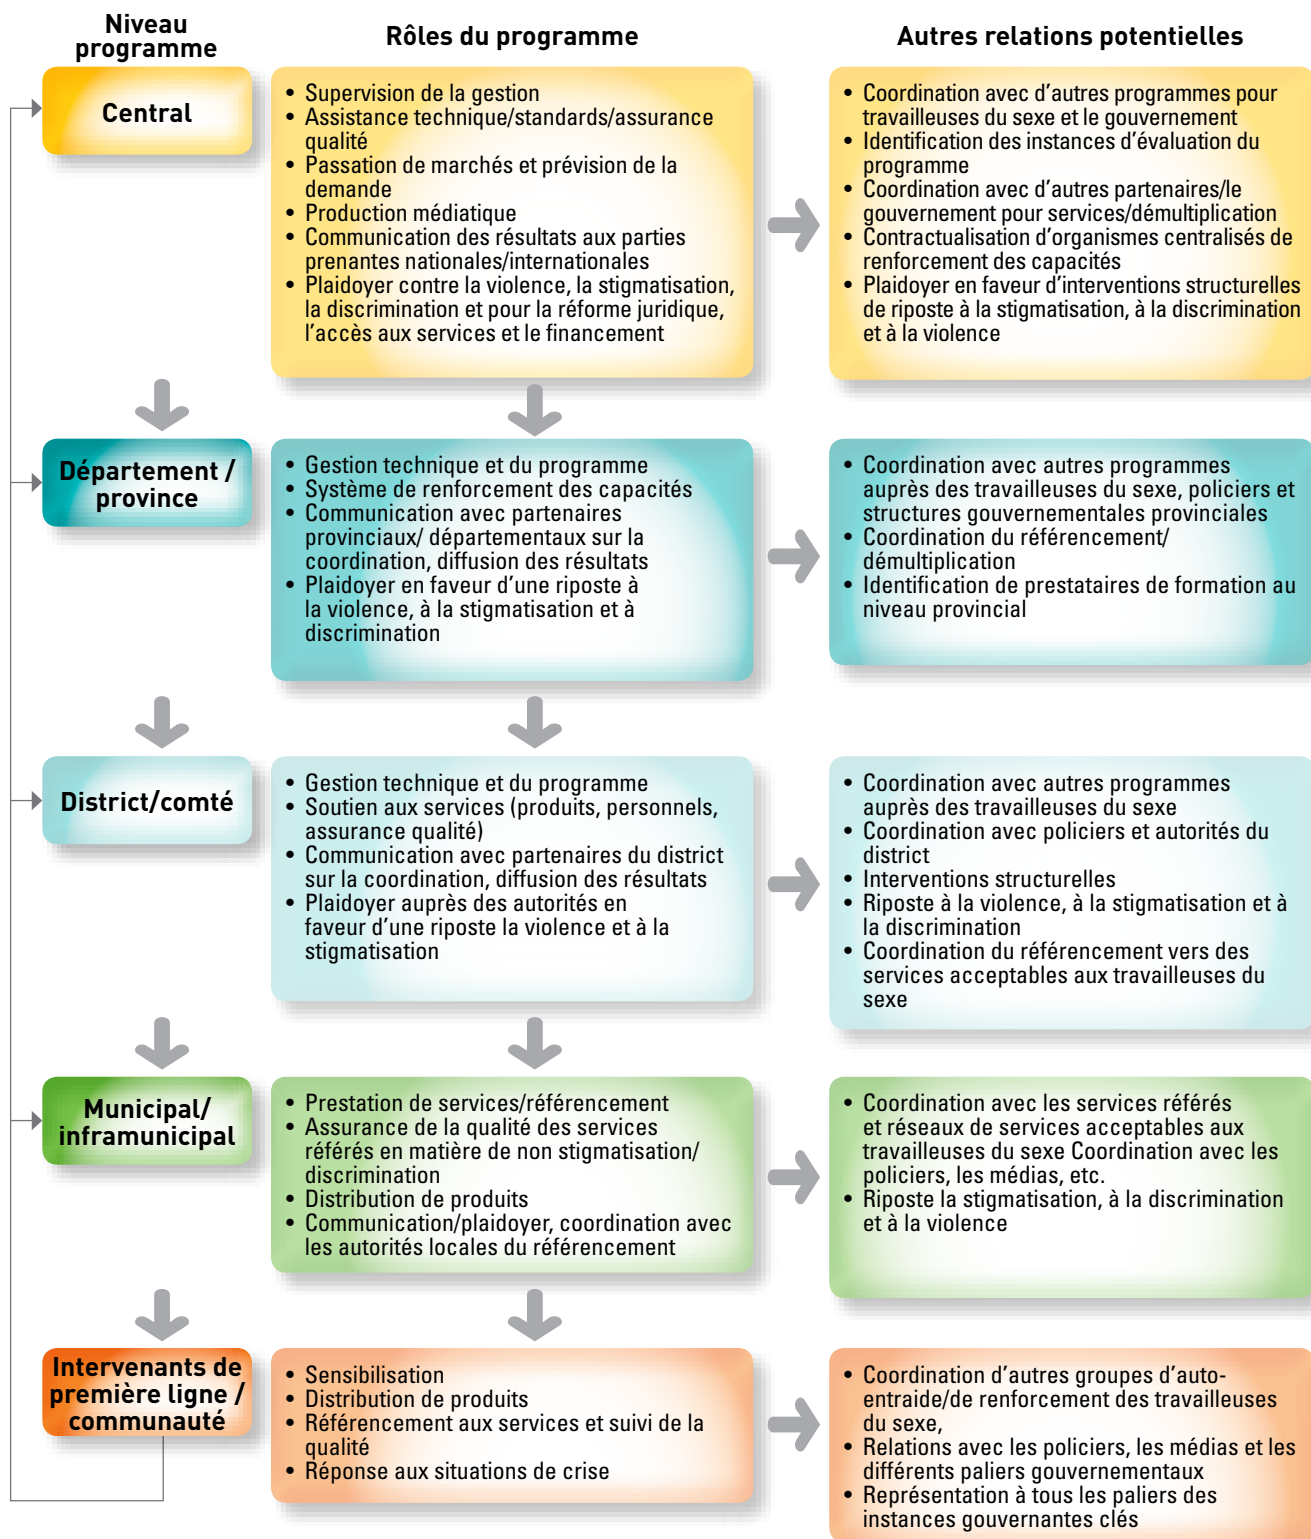 Niveau
programme
Rôles du programme
Autres relations potentielles
Central
• Supervision de la gestion
• Assistance technique/standards/assurance
qualité
• Passation de marchés et prévision de la
demande
• Production médiatique
• Communication des résultats aux parties
prenantes nationales/internationales
• Plaidoyer contre la violence, la stigmatisation,
la discrimination et pour la réforme juridique,
l’accès aux services et le financement
• Coordination avec d’autres programmes pour
travailleuses du sexe et le gouvernement
• Identification des instances d’évaluation du
programme
• Coordination avec d’autres partenaires/le
gouvernement pour services/démultiplication
• Contractualisation d’organismes centralisés de
renforcement des capacités
• Plaidoyer en faveur d’interventions structurelles
de riposte à la stigmatisation, à la discrimination
et à la violence
Département /
province
• Gestion technique et du programme
• Système de renforcement des capacités
• Communication avec partenaires
provinciaux/ départementaux sur la
coordination, diffusion des résultats
• Plaidoyer en faveur d’une riposte à
la violence, à la stigmatisation et à
discrimination
• Coordination avec autres programmes
auprès des travailleuses du sexe, policiers et
structures gouvernementales provinciales
• Coordination du référencement/
démultiplication
• Identification de prestataires de formation au
niveau provincial
District/comté
• Gestion technique et du programme
• Soutien aux services (produits, personnels,
assurance qualité)
• Communication avec partenaires du district
sur la coordination, diffusion des résultats
• Plaidoyer auprès des autorités en
faveur d’une riposte la violence et à la
stigmatisation
• Coordination avec autres programmes
auprès des travailleuses du sexe
• Coordination avec policiers et autorités du
district
• Interventions structurelles
• Riposte à la violence, à la stigmatisation et à
la discrimination
• Coordination du référencement vers des
services acceptables aux travailleuses du
sexe
Municipal/
inframunicipal
• Prestation de services/référencement
• Assurance de la qualité des services
référés en matière de non stigmatisation/
discrimination
• Distribution de produits
• Communication/plaidoyer, coordination avec
les autorités locales du référencement
• Coordination avec les services référés
et réseaux de services acceptables aux
travailleuses du sexe Coordination avec les
policiers, les médias, etc.
• Riposte la stigmatisation, à la discrimination
et à la violence
Intervenants de
première ligne /
communauté
• Sensibilisation
• Distribution de produits
• Référencement aux services et suivi de la
qualité
• Réponse aux situations de crise
• Coordination d’autres groupes d’auto-
entraide/de renforcement des travailleuses
du sexe,
• Relations avec les policiers, les médias et les
différents paliers gouvernementaux
• Représentation à tous les paliers des
instances gouvernantes clés